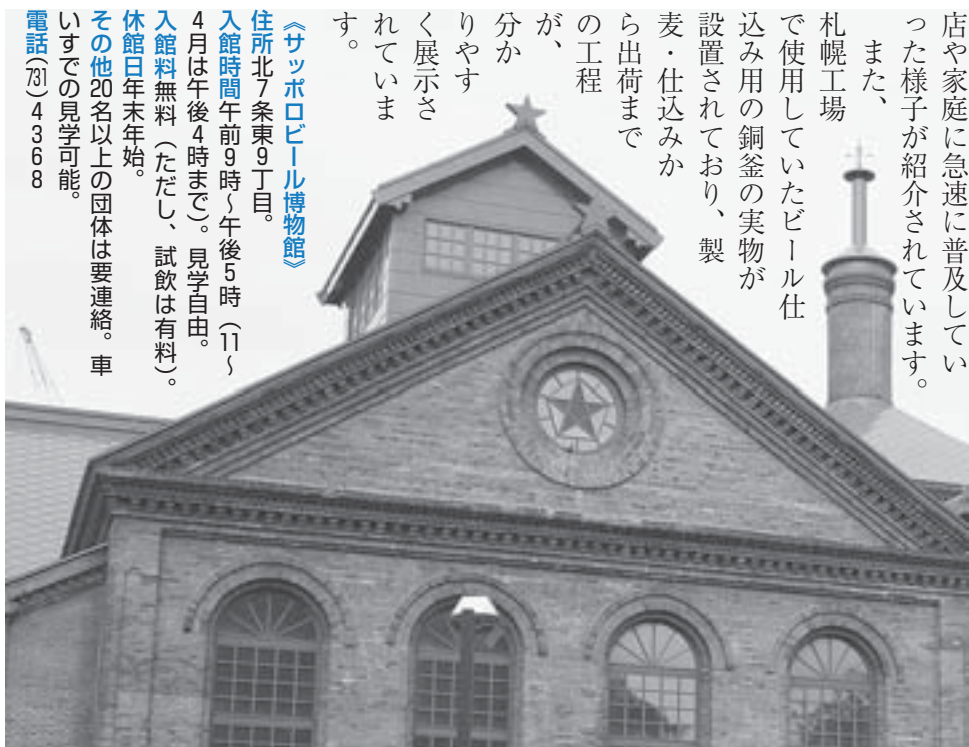 店や家庭に急速に普及してい
った様子が紹介されています。
また、
札幌工場
で使用していたビール仕
込み用の銅釜の実物が
設置されており、製
麦・仕込みか
ら出荷まで
の工程
が、
分か
りやす
く展示さ
れていま
す。
《サッポロビール博物館》
住所北7条東9丁目。
入館時間午前9時～午後5時（11～
4月は午後4時まで）。見学自由。
入館料無料（ただし、試飲は有料）。
休館日年末年始。
その他20名以上の団体は要連絡。車
いすでの見学可能。
電話(731)4368